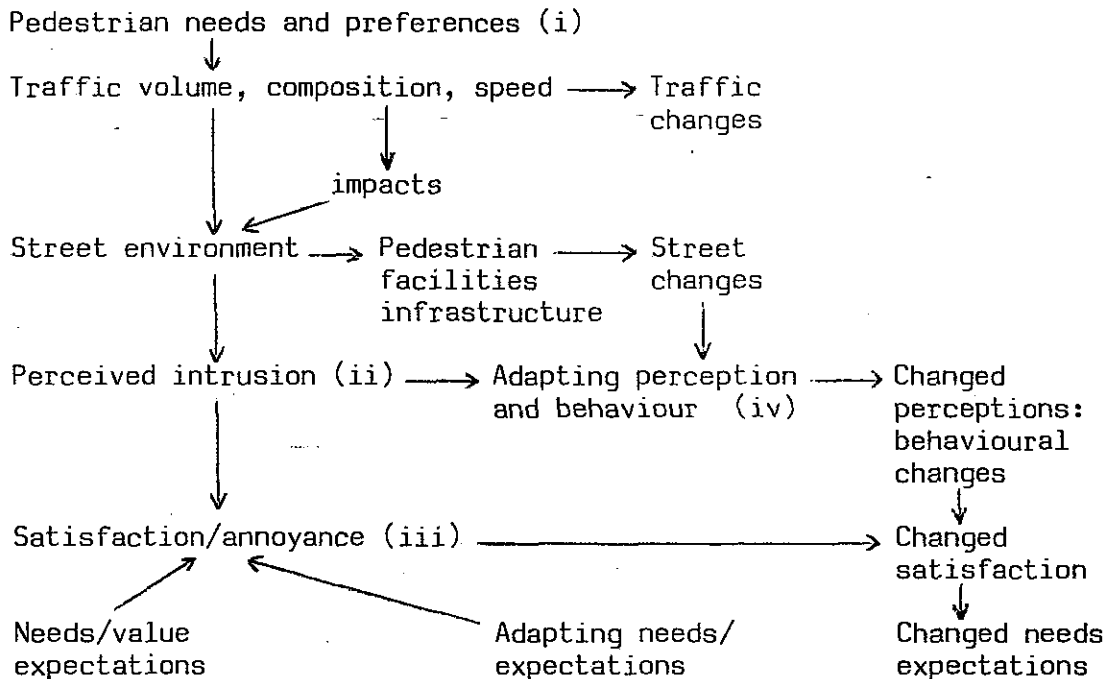 Pedestrian needs and preferences (i)
Traffic volume, composition, speed
Traffic
changes
impacts
Street environment
Pedestrian
facilities
infrastructure
Street
changes
Perceived intrusion (ii)
Adapting perception
and behaviour (iv)
Changed
perceptions:
behavioural
changes
Satisfaction/annoyance (iii)
Changed
satisfaction
Needs/value
expectations
Adapting needs/
expectations
Changed needs
expectations